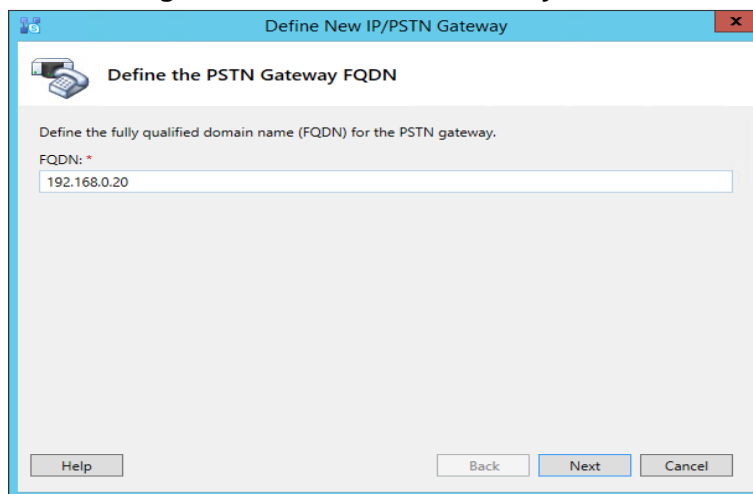 Define New IP/PSTN Gateway
x
Define the PSTN Gateway FQDN
Define the fully qualified domain name (FQDN) for the PSTN gateway.
FQDN: *
192.168.0.20
Help Back Next Cancel